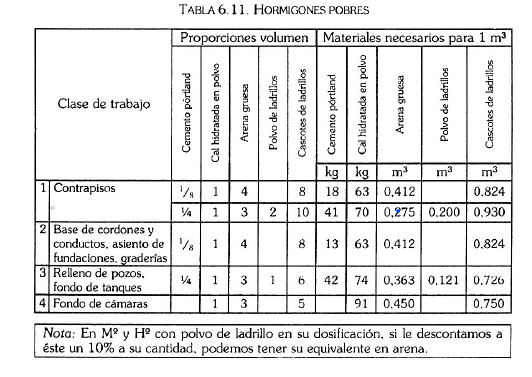 TABLA 6.11. HORMIGONES POBRES
Clase de trabajo
Proporciones volumen
Materiales necesarios para 1 m³
Cemento pórtland
Cal hidratada en polvo
Arena gruesa
Polvo de ladrillos
Cascotes de ladrillos
Cemento pórtland
Cal hidratada en polvo
Arena gruesa
Polvo de ladrillos
Cascotes de ladrillos
kg kg m³ m³ m³
1 Contrapisos 1/8 1 4 8 18 63 0,412 0.824
¼ 1 3 2 10 41 70 0,275 0,200 0,930
2 Base de cordones y
conductos, asiento de
fundaciones, graderías
1/8 1 4 8 13 63 0,412 0.824
3 Relleno de pozos,
fondo de tanques
¼ 1 3 1 6 42 74 0,363 0,121 0,726
4 Fondo de cámaras 1 3 5 91 0,450 0,750
Nota: En Mº y Hº con polvo de ladrillo en su dosificación, si le descontamos a
éste un 10% a su cantidad, podemos tener su equivalente en arena.